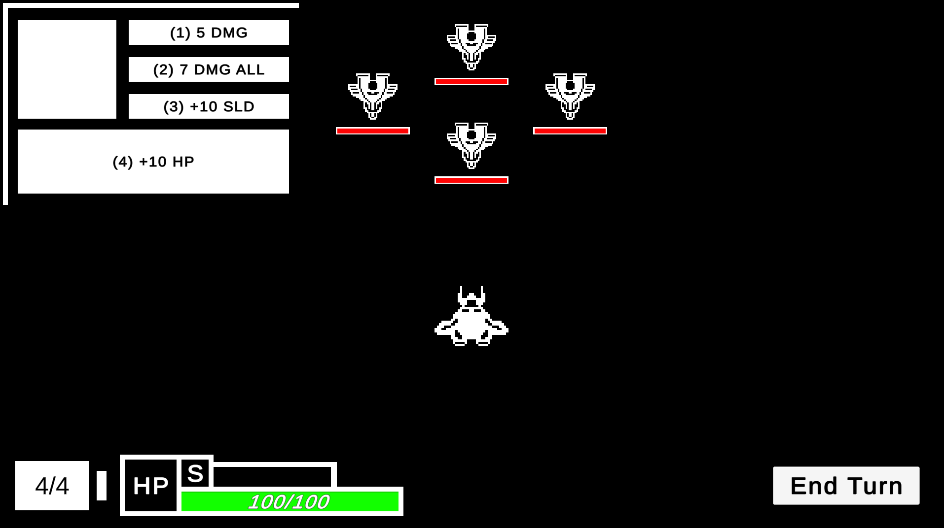 (1) 5 DMG
(2) 7 DMG ALL
(3) +10 SLD
(4) +10 HP
4/4
HP
S
100/100
End Turn